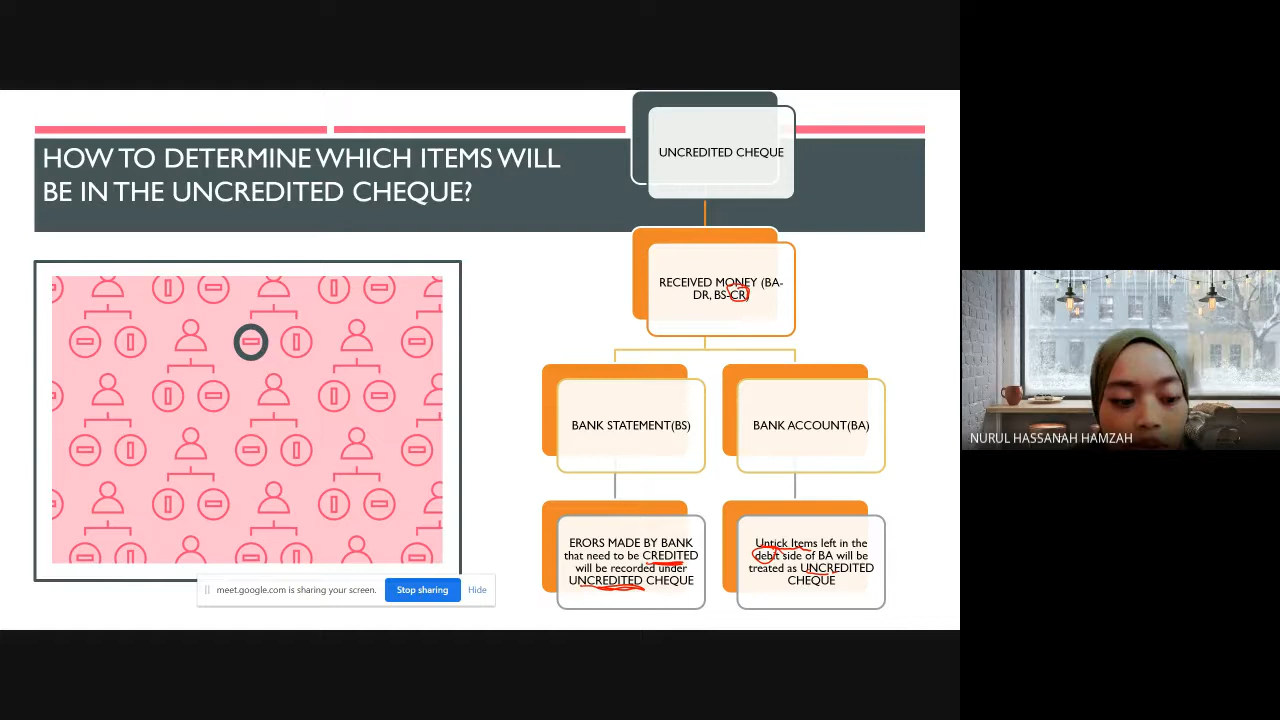 HOW TO DETERMINE WHICH ITEMS WILL
BE IN THE UNCREDITED CHEQUE?
UNCREDITED CHEQUE
RECEIVED MONEY (BA-
DR, BS-CR)
BANK STATEMENT(BS)
BANK ACCOUNT(BA)
ERORS MADE BY BANK
that need to be CREDITED
will be recorded under
UNCREDITED CHEQUE
Untick Items left in the
debit side of BA will be
treated as UNCREDITED
CHEQUE
meet.google.com is sharing your screen.
Stop sharing
Hide
NURUL HASSANAH HAMZAH